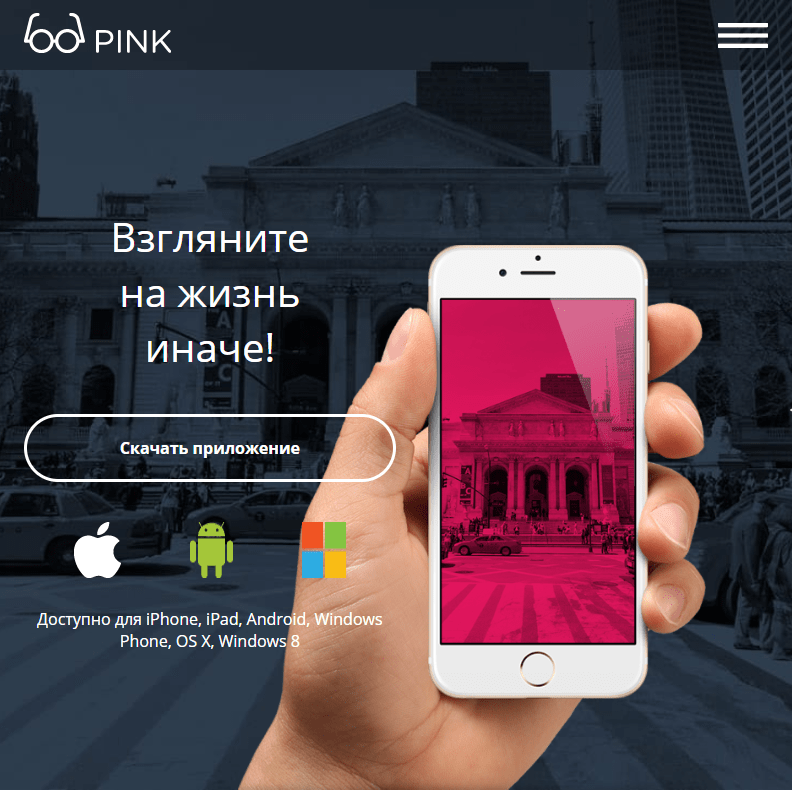 PINK
Взгляните
на жизнь
иначе!
Скачать приложение
Доступно для iPhone, iPad, Android, Windows
Phone, OS X, Windows 8